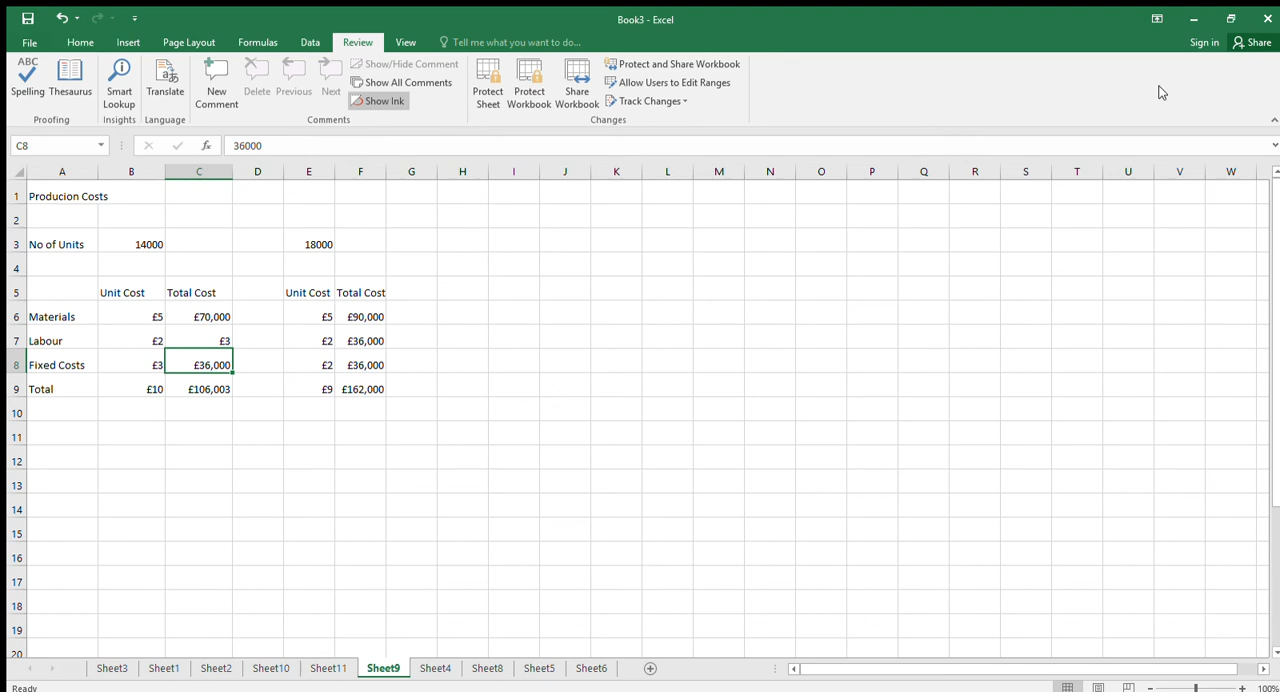 Book3 - Excel
File Home Insert Page Layout Formulas Data Review View Tell me what you want to do... Sign in Share
ABC
Spelling Thesaurus Smart Lookup Translate New Comment Delete Previous Next
Show/Hide Comment
Show All Comments
Show Ink
Protect Sheet Protect Workbook Share Workbook
Protect and Share Workbook
Allow Users to Edit Ranges
Track Changes
Proofing Insights Language Comments Changes
C8 fx 36000
A B C D E F G H I J K L M N O P Q R S T U V W
1 Producion Costs
2
3 No of Units 14000 18000
4
5 Unit Cost Total Cost Unit Cost Total Cost
6 Materials £5 £70,000 £5 £90,000
7 Labour £2 £3 £2 £36,000
8 Fixed Costs £3 £36,000 £2 £36,000
9 Total £10 £106,003 £9 £162,000
10
11
12
13
14
15
16
17
18
19
20
Sheet3 Sheet1 Sheet2 Sheet10 Sheet11 Sheet9 Sheet4 Sheet8 Sheet5 Sheet6
Ready 100%